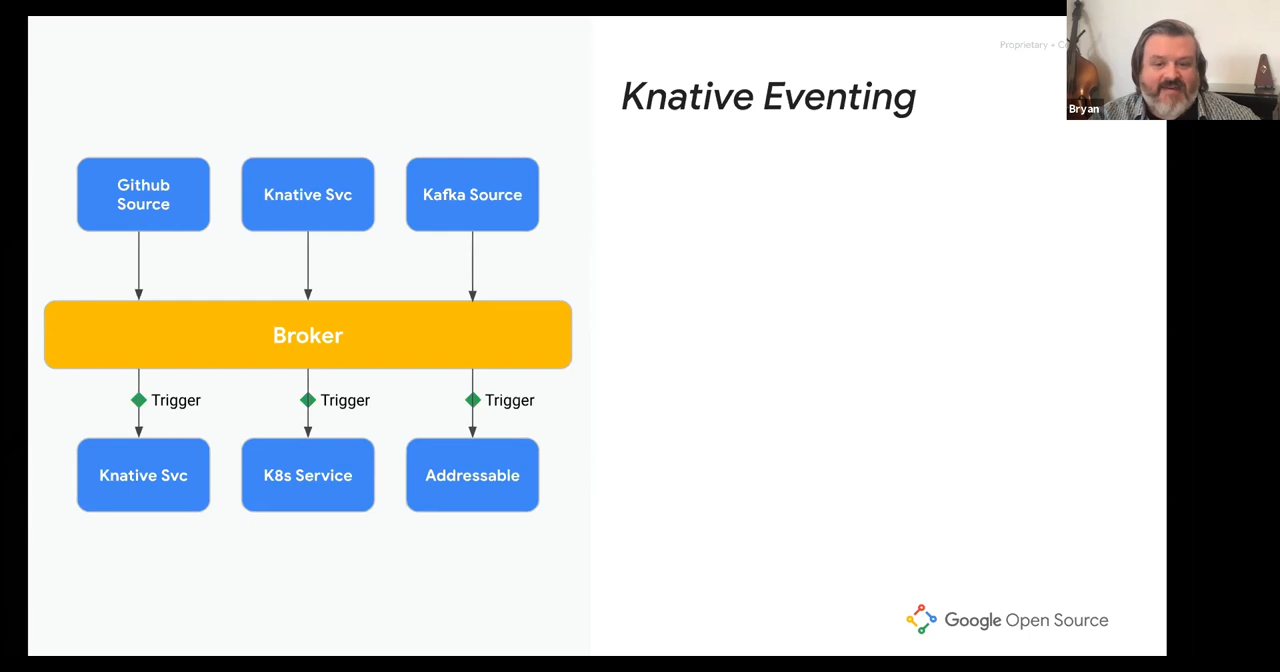 Proprietary +
Knative Eventing
Bryan
Github
Source
Knative Svc
Kafka Source
Broker
Trigger
Trigger
Trigger
Knative Svc
K8s Service
Addressable
Google Open Source